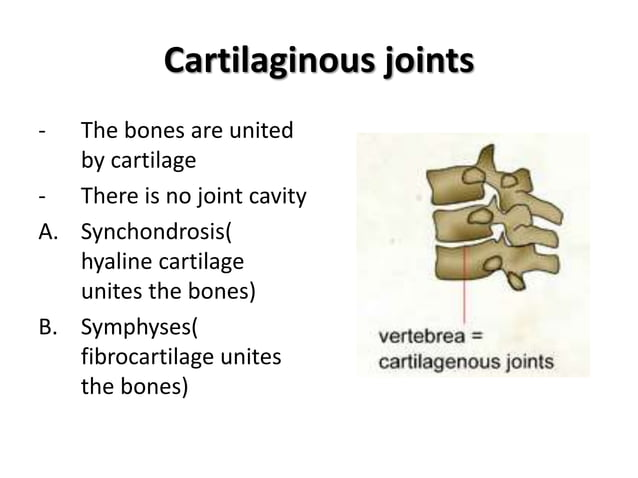 Cartilaginous joints
- The bones are united
by cartilage
- There is no joint cavity
A. Synchondrosis(
hyaline cartilage
unites the bones)
B. Symphyses(
fibrocartilage unites
the bones)
vertebrea =
cartilagenous joints